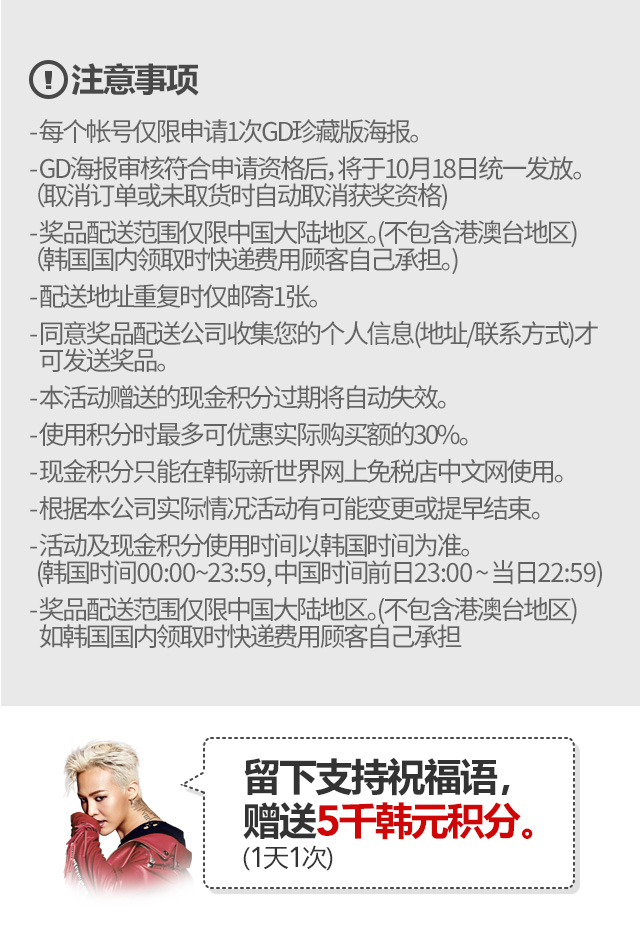 注意事项
-每个帐号仅限申请1次GD珍藏版海报。
-GD海报审核符合申请资格后，将于10月18日统一发放。
(取消订单或未取货时自动取消获奖资格)
-奖品配送范围仅限中国大陆地区。(不包含港澳台地区)
(韩国国内领取时快递费用顾客自己承担。)
-配送地址重复时仅邮寄1张。
-同意奖品配送公司收集您的个人信息(地址/联系方式)才
可发送奖品。
-本活动赠送的现金积分过期将自动失效。
-使用积分时最多可优惠实际购买额的30%。
-现金积分只能在韩际新世界网上免税店中文网使用。
-根据本公司实际情况活动有可能变更或提早结束。
-活动及现金积分使用时间以韩国时间为准。
(韩国时间00:00~23:59,中国时间前日23:00~当日22:59)
-奖品配送范围仅限中国大陆地区。(不包含港澳台地区)
如韩国国内领取时快递费用顾客自己承担
留下支持祝福语，
赠送5千韩元积分。
(1天1次)